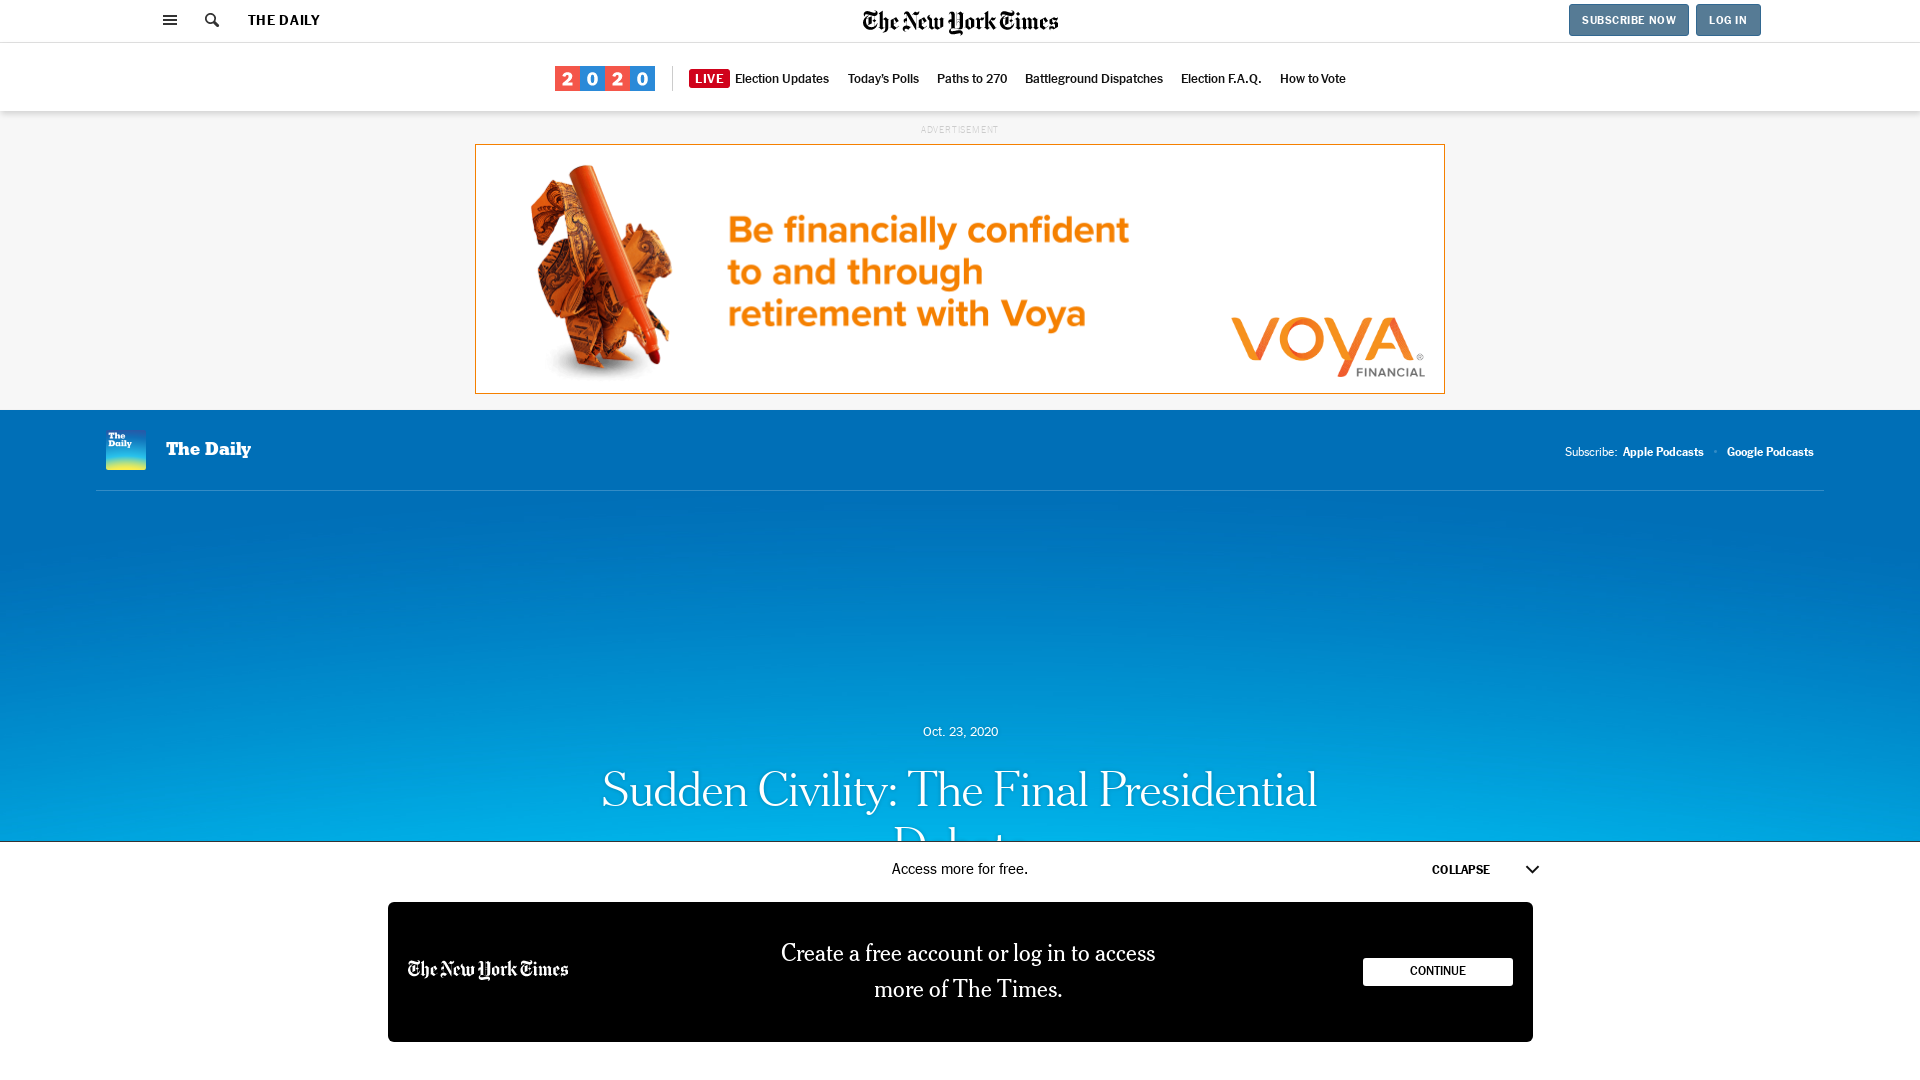 THE DAILY
The New York Times
SUBSCRIBE NOW
LOG IN
2020
LIVE Election Updates
Today's Polls
Paths to 270
Battleground Dispatches
Election F.A.Q.
How to Vote
ADVERTISEMENT
Be financially confident
to and through
retirement with Voya
VOYA®
FINANCIAL
The
Daily
The Daily
Subscribe: Apple Podcasts • Google Podcasts
Oct. 23, 2020
Sudden Civility: The Final Presidential
Access more for free.
COLLAPSE
The New York Times
Create a free account or log in to access
more of The Times.
CONTINUE